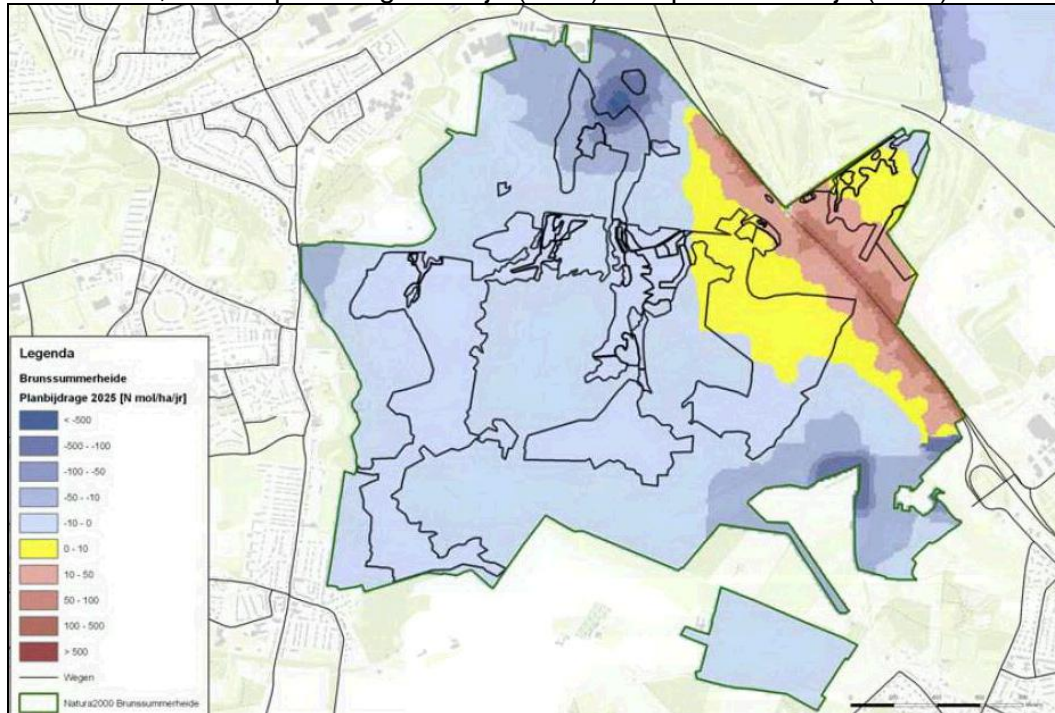 Legenda
Brunssummerheide
Planbijdrage 2025 [N mol/ha/jr]
< -500
-500 - -100
-100 - -50
-50 - -10
-10 - 0
0 - 10
10 - 50
50 - 100
100 - 500
> 500
Wegen
Natura2000 Brunssummerheide